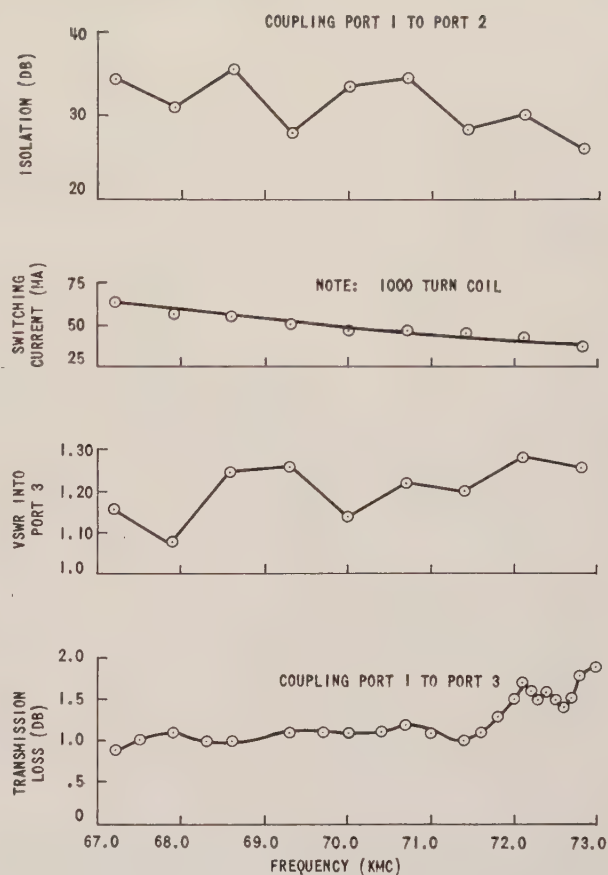 COUPLING PORT 1 TO PORT 2
ISOLATION (DB)
40
30
20
SWITCHING
CURRENT (MA)
75
50
25
NOTE: 1000 TURN COIL
VSWR INTO
PORT 3
1.30
1.20
1.10
1.0
TRANSMISSION
LOSS (DB)
2.0
1.5
1.0
.5
0
COUPLING PORT 1 TO PORT 3
67.0 68.0 69.0 70.0 71.0 72.0 73.0
FREQUENCY (KMC)